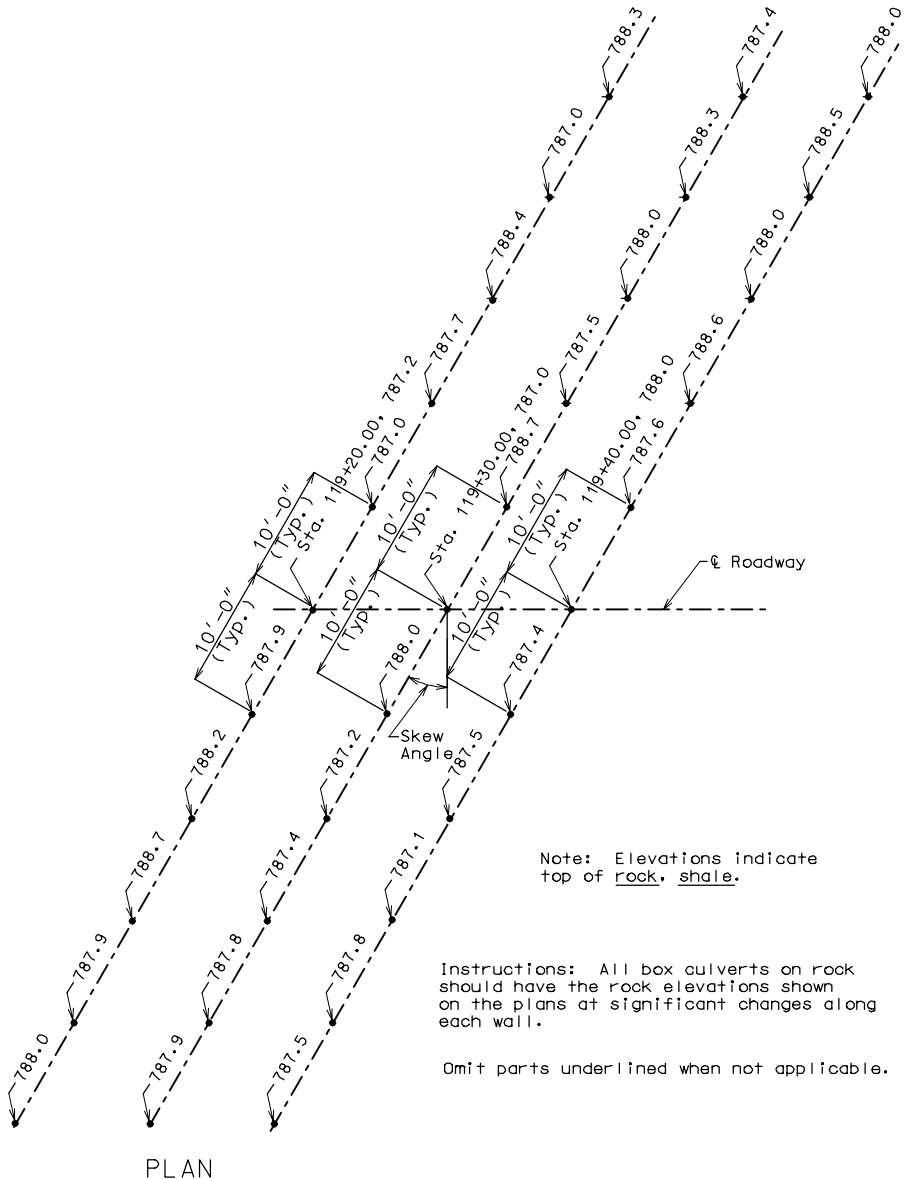 788.3
787.4
788.0
787.0
788.3
788.5
788.4
788.0
788.0
787.7
787.5
788.6
787.0
788.7
787.6
Sta. 119+20.00, 787.2
Sta. 119+30.00, 787.0
Sta. 119+40.00, 788.0
10'-0"
(Typ.)
10'-0"
(Typ.)
10'-0"
(Typ.)
10'-0"
(Typ.)
10'-0"
(Typ.)
10'-0"
(Typ.)
℄ Roadway
787.9
788.0
787.4
Skew
Angle
788.2
787.2
787.5
788.7
787.4
787.1
787.9
787.8
787.8
788.0
787.9
787.5
Note: Elevations indicate
top of rock, shale.
Instructions: All box culverts on rock
should have the rock elevations shown
on the plans at significant changes along
each wall.
Omit parts underlined when not applicable.
PLAN